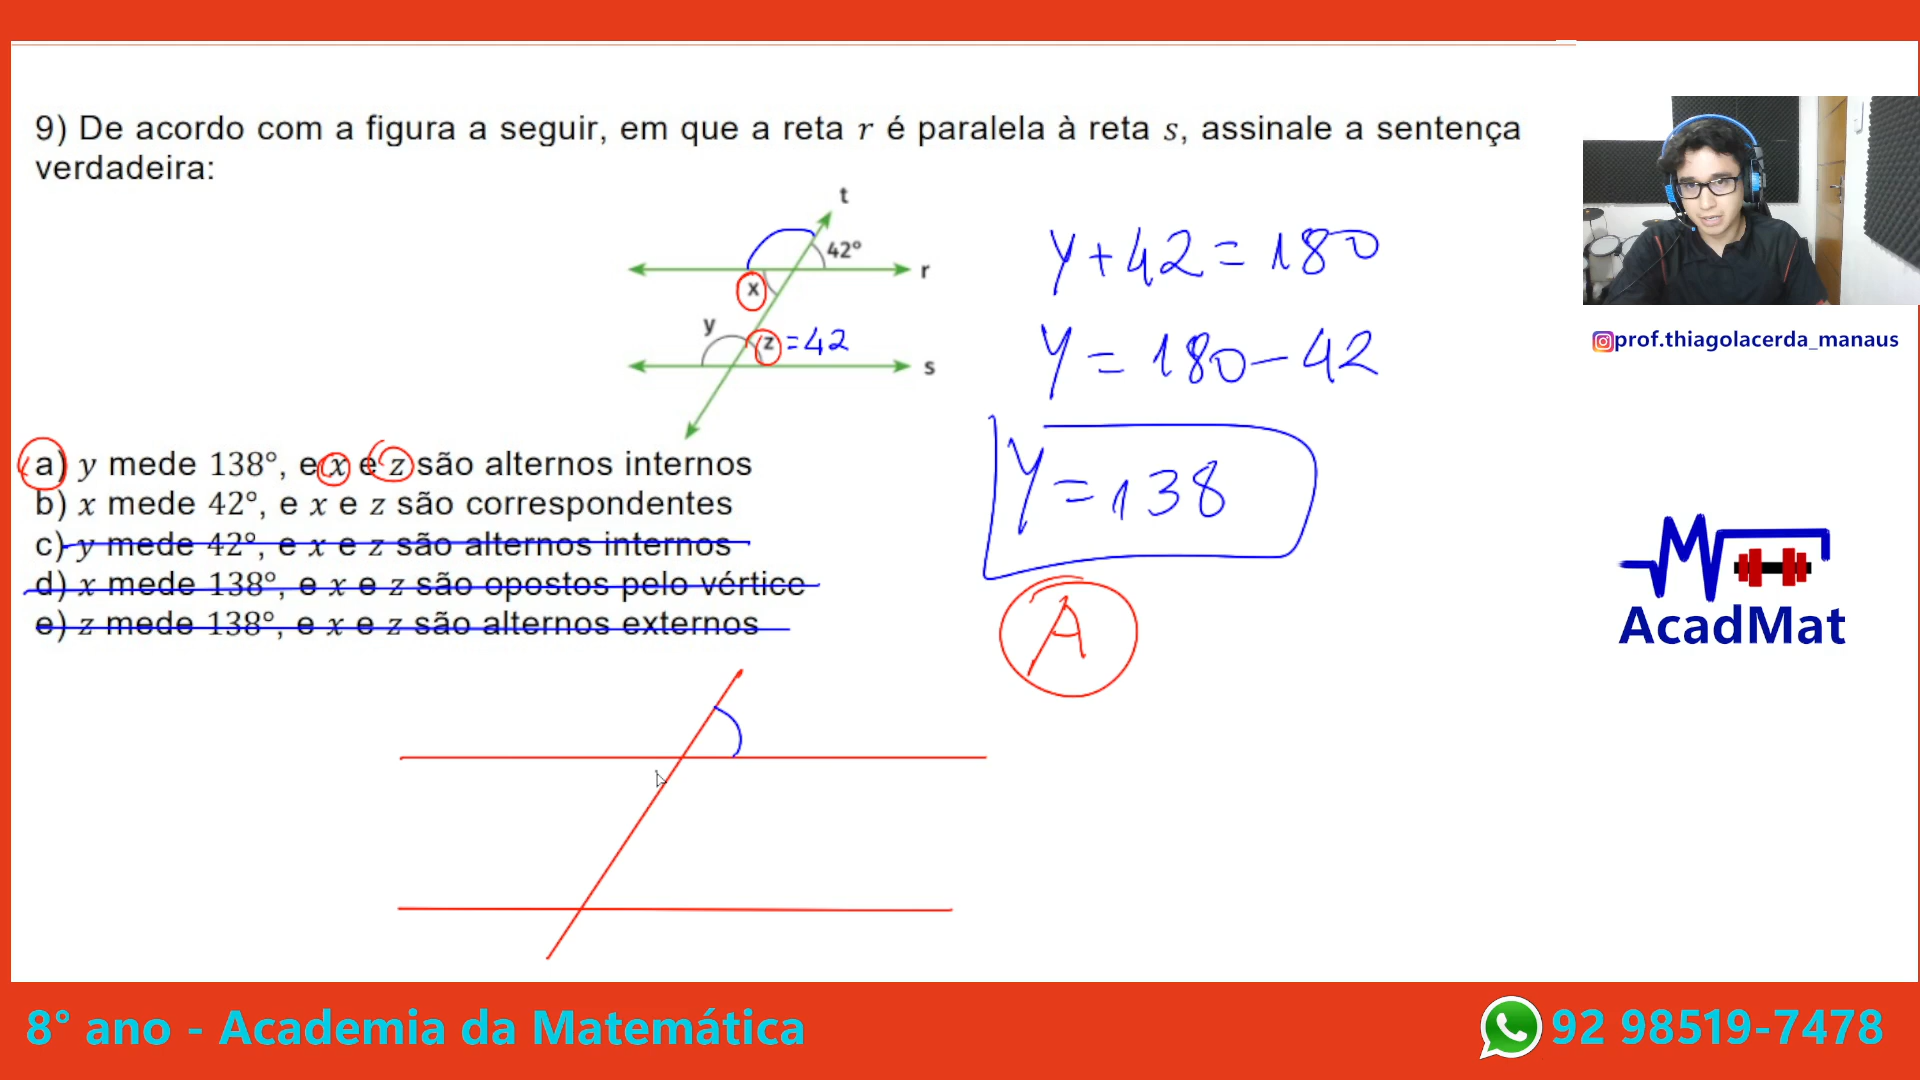 9) De acordo com a figura a seguir, em que a reta r é paralela à reta s, assinale a sentença
verdadeira:
t
42°
r
x
y
z = 42
s
y + 42 = 180
y = 180 - 42
y = 138
A
a) y mede 138°, e x e z são alternos internos
b) x mede 42°, e x e z são correspondentes
c) y mede 42°, e x e z são alternos internos
d) x mede 138°, e x e z são opostos pelo vértice
e) z mede 138°, e x e z são alternos externos
prof.thiagolacerda_manaus
AcadMat
8° ano - Academia da Matemática
92 98519-7478